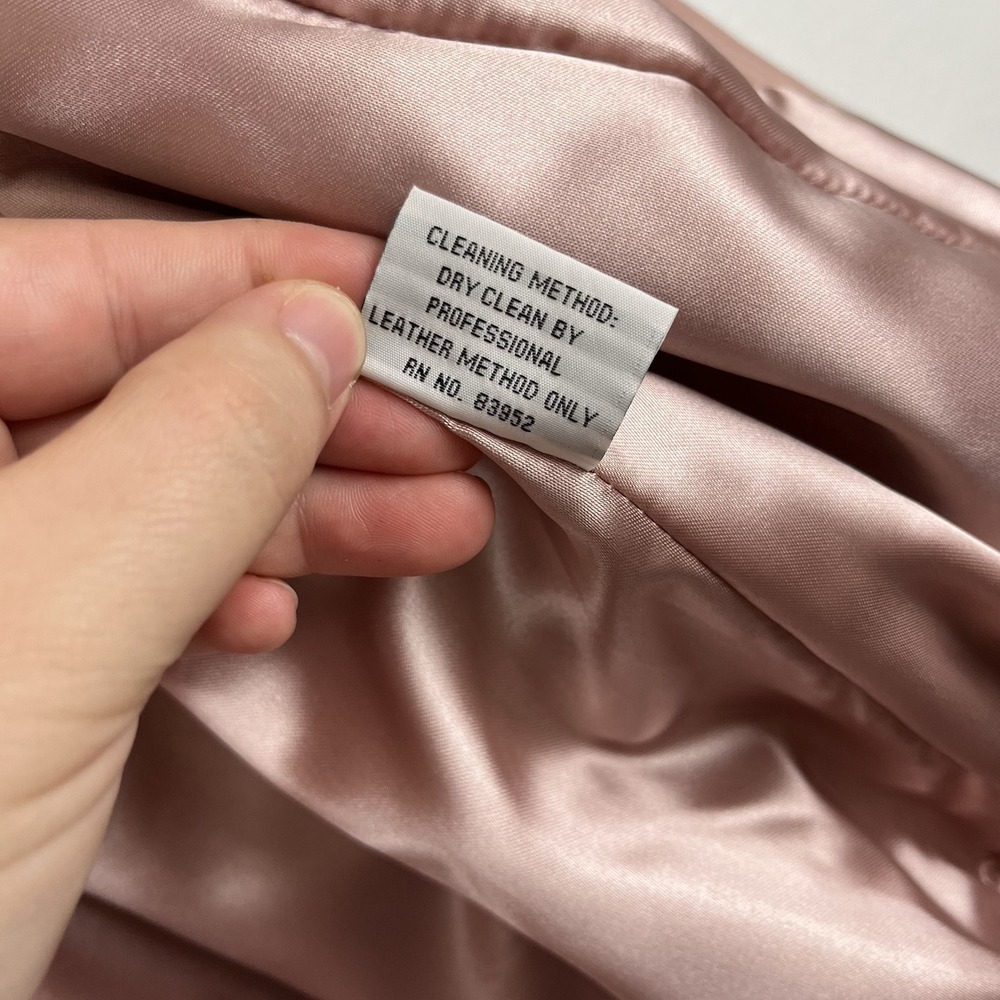 CLEANING METHOD:
DRY CLEAN BY
PROFESSIONAL
LEATHER METHOD ONLY
RN NO. 83952